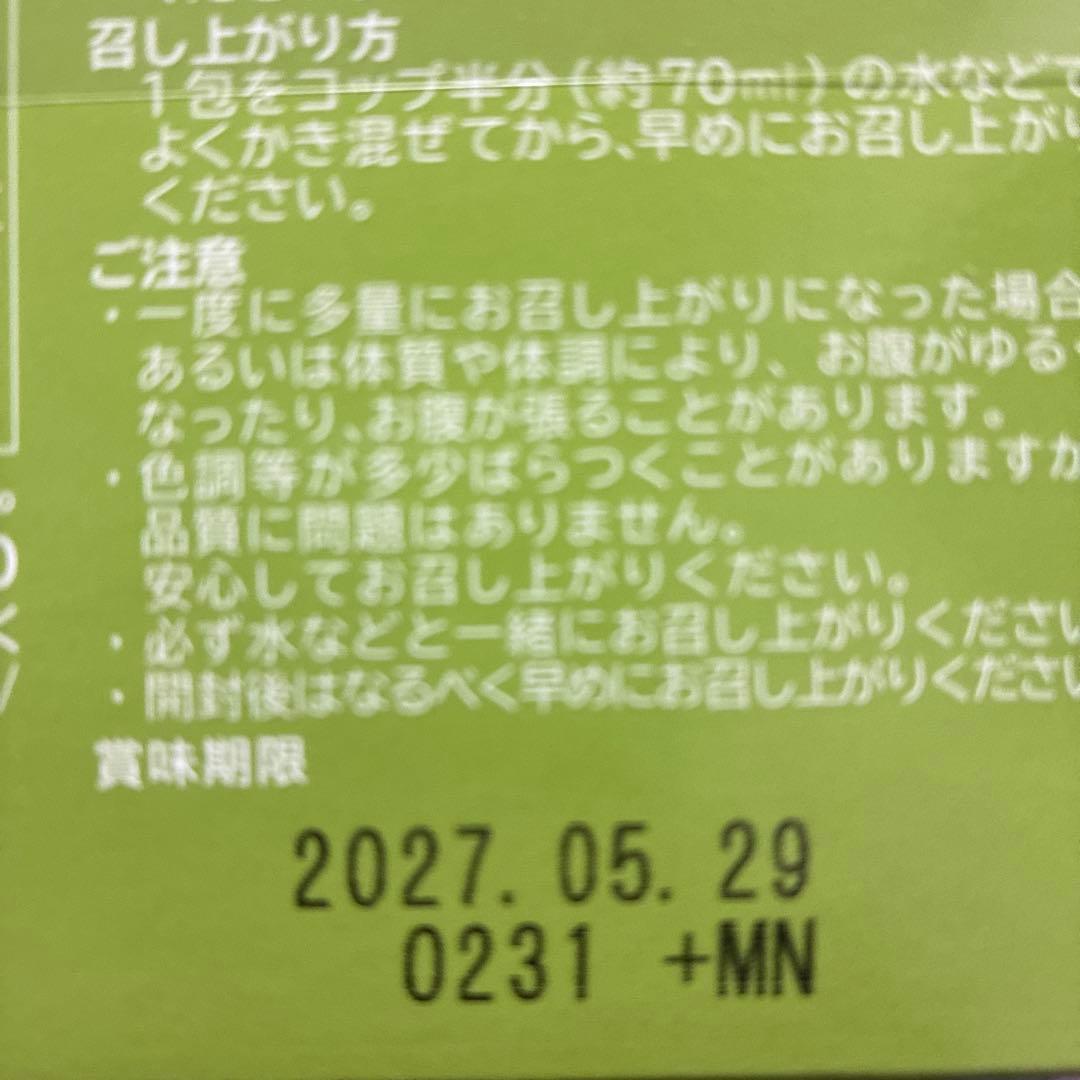 召し上がり方
1包をコップ半分(約70ml)の水などで
よくかき混ぜてから、早めにお召し上がり
ください。
ご注意
・一度に多量にお召し上がりになった場合
あるいは体質や体調により、お腹がゆるく
なったり、お腹が張ることがあります。
・色調等が多少ばらつくことがありますが
品質に問題はありません。
安心してお召し上がりください。
・必ず水などと一緒にお召し上がりください
・開封後はなるべく早めにお召し上がりください
賞味期限
2027.05.29
0231 +MN